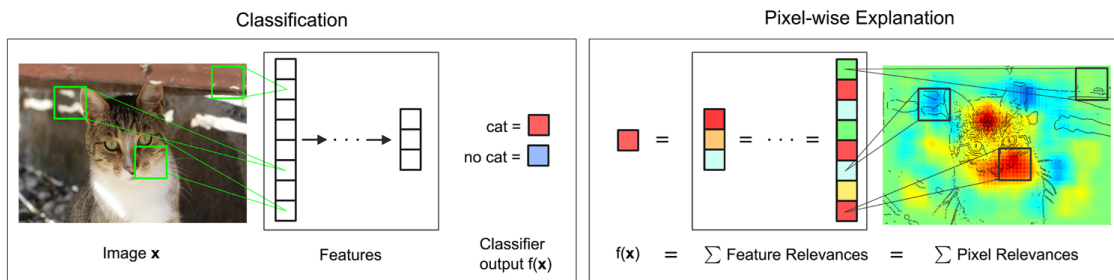 Classification
cat =
no cat =
Image x
Features
Classifier
output f(x)
Pixel-wise Explanation
= = · · · =
f(x) = ∑ Feature Relevances = ∑ Pixel Relevances